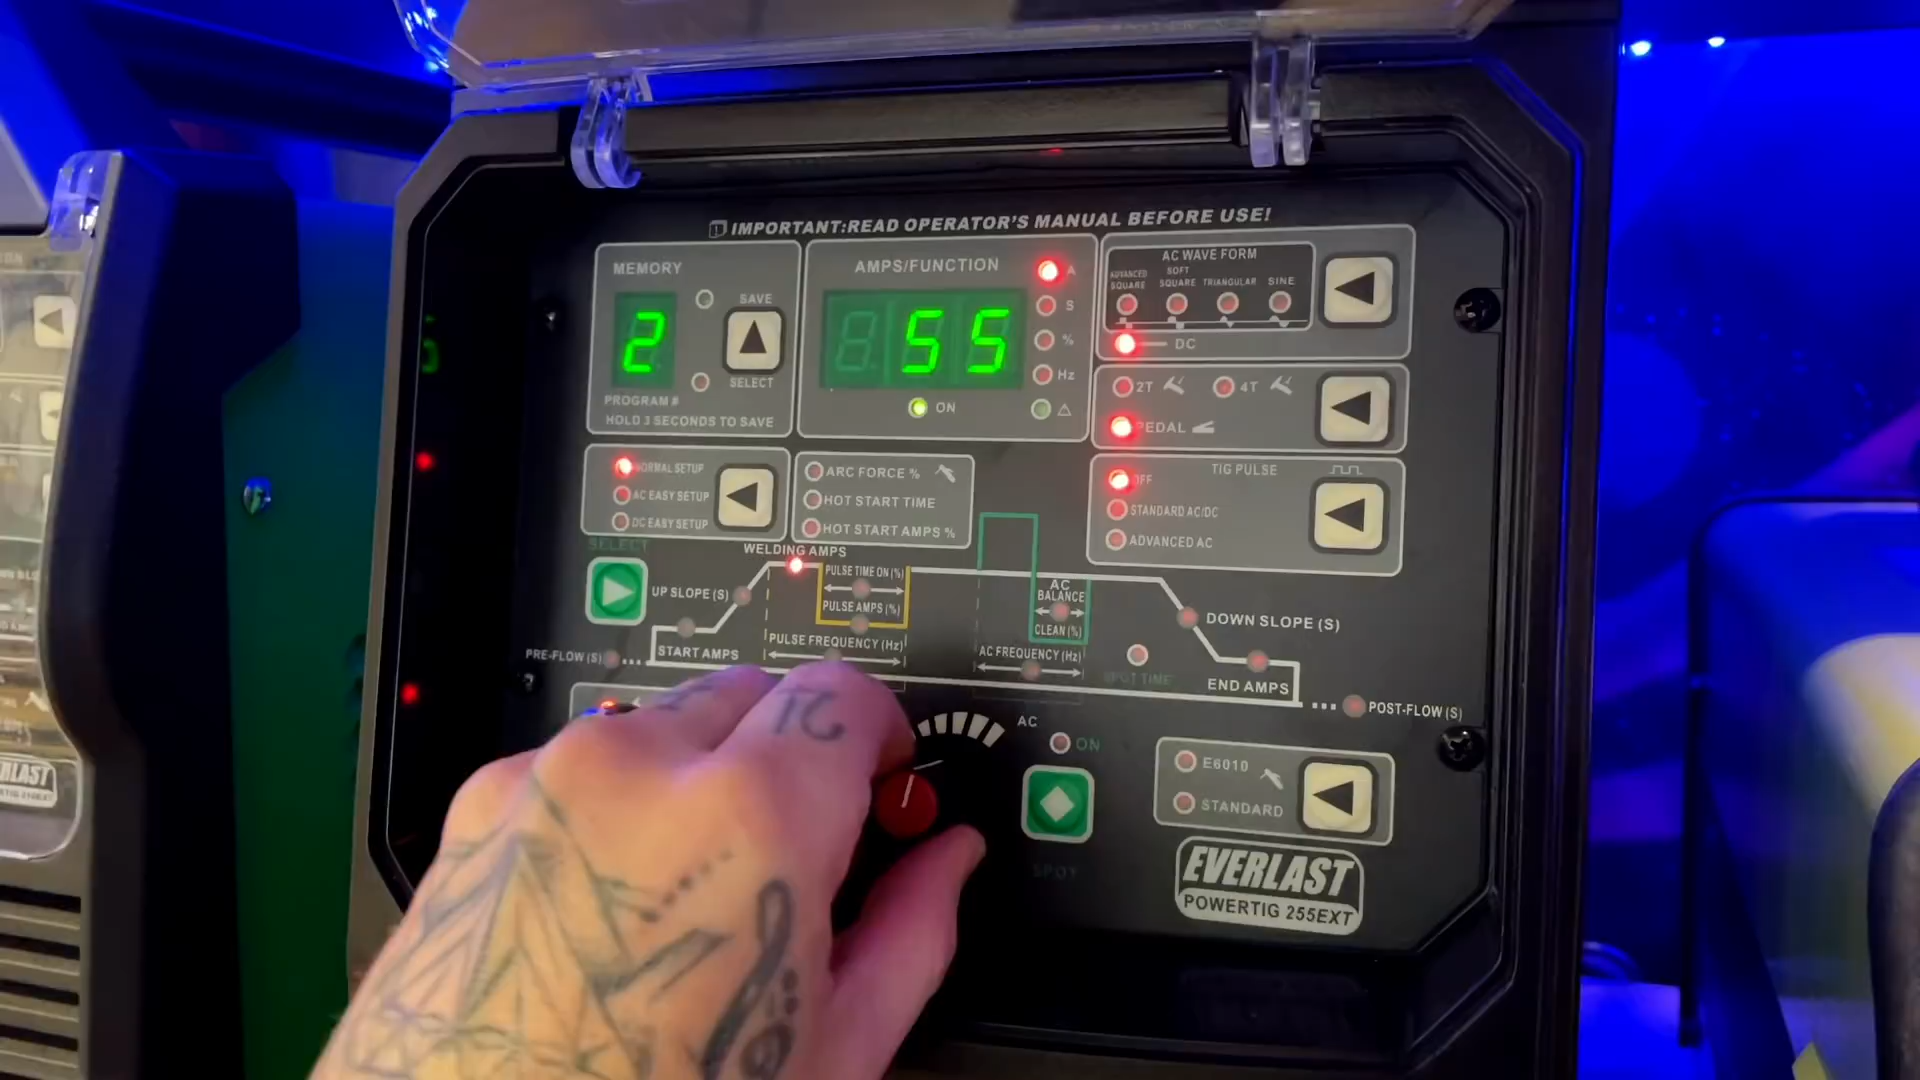 IMPORTANT:READ OPERATOR'S MANUAL BEFORE USE!
MEMORY
SAVE
2
SELECT
PROGRAM #
HOLD 3 SECONDS TO SAVE
AMPS/FUNCTION
A
S
55
%
Hz
ON
AC WAVE FORM
ADVANCED SQUARE
SOFT SQUARE
TRIANGULAR
SINE
DC
2T
4T
PEDAL
NORMAL SETUP
AC EASY SETUP
DC EASY SETUP
ARC FORCE %
HOT START TIME
HOT START AMPS %
TIG PULSE
OFF
STANDARD AC/DC
ADVANCED AC
SELECT
WELDING AMPS
UP SLOPE (S)
PULSE TIME ON (%)
PULSE AMPS (%)
PULSE FREQUENCY (Hz)
PRE-FLOW (S)
START AMPS
AC
BALANCE
CLEAN (%)
AC FREQUENCY (Hz)
SPOT TIME
DOWN SLOPE (S)
END AMPS
POST-FLOW (S)
AC
ON
SPOT
E6010
STANDARD
EVERLAST
POWERTIG 255EXT